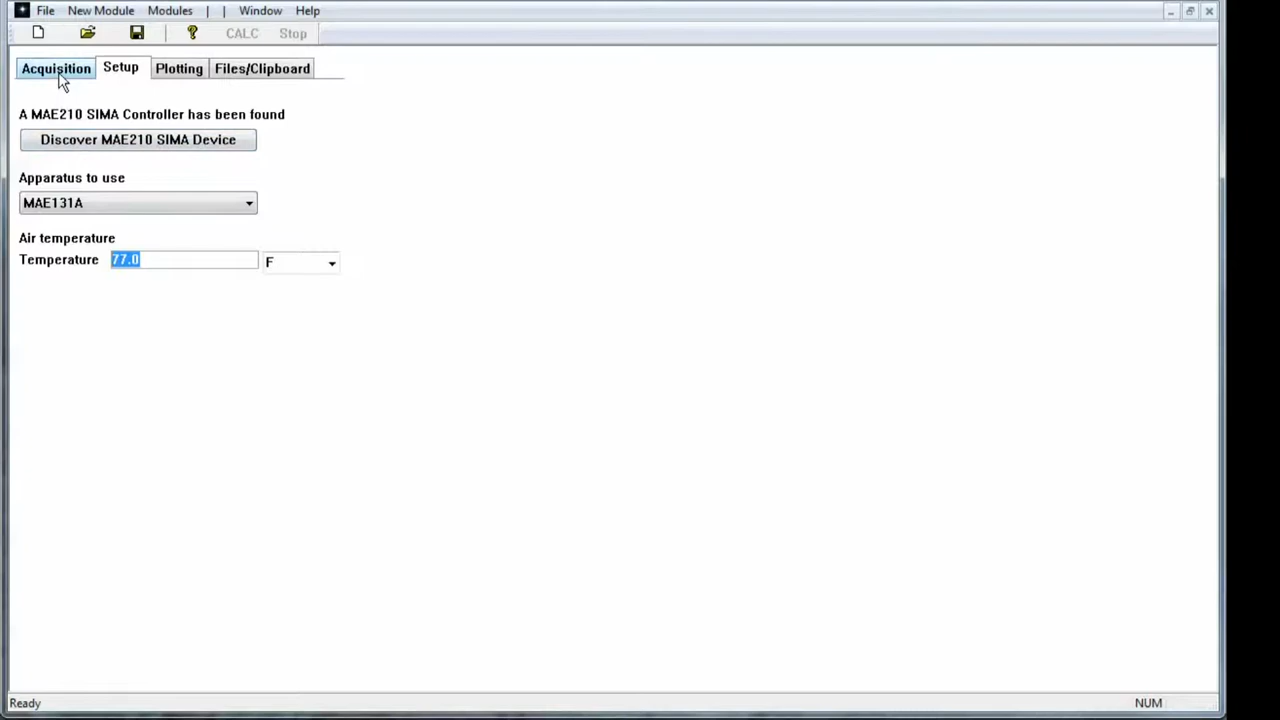 File New Module Modules | | Window Help
? CALC Stop
Acquisition Setup Plotting Files/Clipboard
A MAE210 SIMA Controller has been found
Discover MAE210 SIMA Device
Apparatus to use
MAE131A
Air temperature
Temperature 77.0 F
Ready NUM